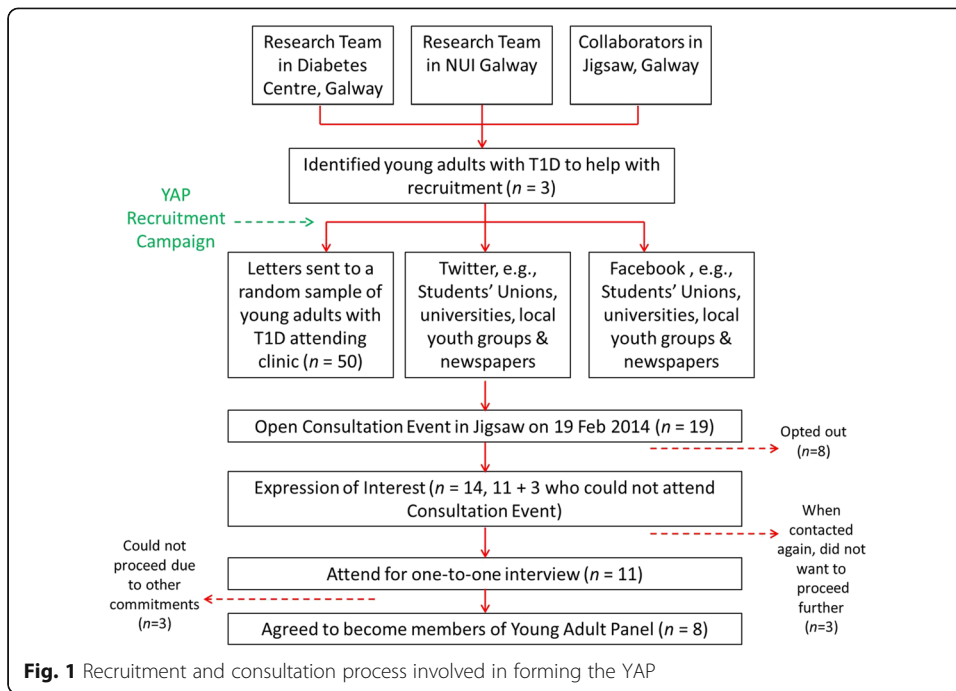 Research Team
in Diabetes
Centre, Galway
Research Team
in NUI Galway
Collaborators in
Jigsaw, Galway
Identified young adults with T1D to help with
recruitment (n = 3)
YAP
Recruitment
Campaign
Letters sent to a
random sample of
young adults with
T1D attending
clinic (n = 50)
Twitter, e.g.,
Students’ Unions,
universities, local
youth groups &
newspapers
Facebook , e.g.,
Students’ Unions,
universities, local
youth groups &
newspapers
Open Consultation Event in Jigsaw on 19 Feb 2014 (n = 19)
Opted out
(n=8)
Expression of Interest (n = 14, 11 + 3 who could not attend
Consultation Event)
When
contacted
again, did not
want to
proceed
further
(n=3)
Could not
proceed due
to other
commitments
(n=3)
Attend for one-to-one interview (n = 11)
Agreed to become members of Young Adult Panel (n = 8)
Fig. 1 Recruitment and consultation process involved in forming the YAP